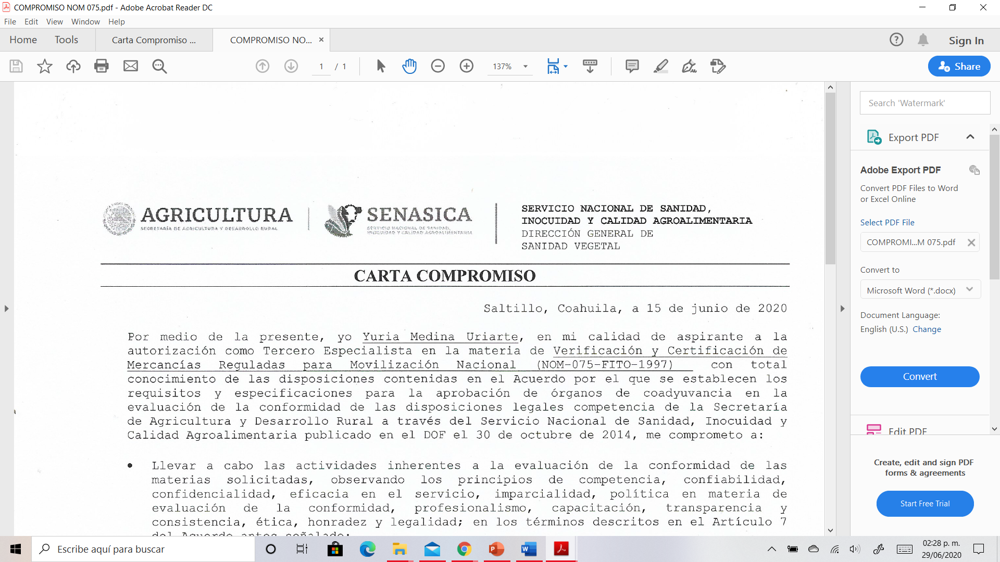 COMPROMISO NOM 075.pdf - Adobe Acrobat Reader DC
File Edit View Window Help
Home Tools Carta Compromiso ... COMPROMISO NO... Sign In
1 / 1 137% Share
Search 'Watermark'
Export PDF
Adobe Export PDF
Convert PDF Files to Word
or Excel Online
Select PDF File
COMPROMI...M 075.pdf
Convert to
Microsoft Word (*.docx)
Document Language:
English (U.S.) Change
Convert
Edit PDF
Create, edit and sign PDF
forms & agreements
Start Free Trial
AGRICULTURA
SECRETARÍA DE AGRICULTURA Y DESARROLLO RURAL
SENASICA
SERVICIO NACIONAL DE SANIDAD,
INOCUIDAD Y CALIDAD AGROALIMENTARIA
SERVICIO NACIONAL DE SANIDAD,
INOCUIDAD Y CALIDAD AGROALIMENTARIA
DIRECCIÓN GENERAL DE
SANIDAD VEGETAL
CARTA COMPROMISO
Saltillo, Coahuila, a 15 de junio de 2020
Por medio de la presente, yo Yuria Medina Uriarte, en mi calidad de aspirante a la
autorización como Tercero Especialista en la materia de Verificación y Certificación de
Mercancías Reguladas para Movilización Nacional (NOM-075-FITO-1997) con total
conocimiento de las disposiciones contenidas en el Acuerdo por el que se establecen los
requisitos y especificaciones para la aprobación de órganos de coadyuvancia en la
evaluación de la conformidad de las disposiciones legales competencia de la Secretaría
de Agricultura y Desarrollo Rural a través del Servicio Nacional de Sanidad, Inocuidad y
Calidad Agroalimentaria publicado en el DOF el 30 de octubre de 2014, me comprometo a:
• Llevar a cabo las actividades inherentes a la evaluación de la conformidad de las
materias solicitadas, observando los principios de competencia, confiabilidad,
confidencialidad, eficacia en el servicio, imparcialidad, política en materia de
evaluación de la conformidad, profesionalismo, capacitación, transparencia y
consistencia, ética, honradez y legalidad; en los términos descritos en el Artículo 7
del Acuerdo antes señalado;
Escribe aquí para buscar
02:28 p. m.
29/06/2020